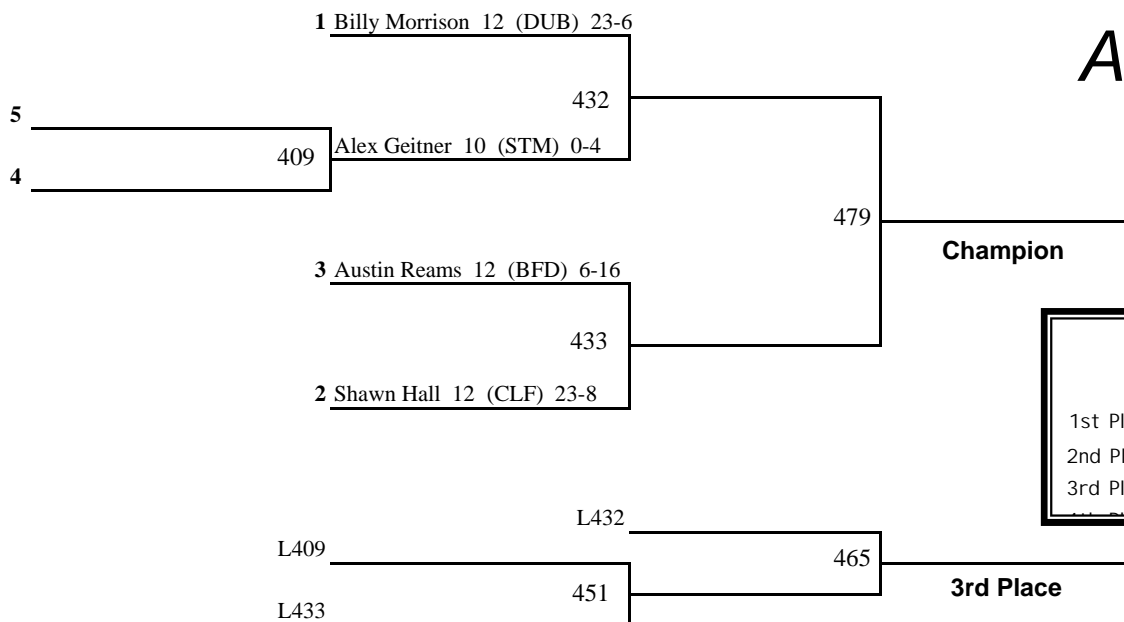 1 Billy Morrison 12 (DUB) 23-6
A
432
5
Alex Geitner 10 (STM) 0-4
409
4
479
Champion
3 Austin Reams 12 (BFD) 6-16
433
2 Shawn Hall 12 (CLF) 23-8
1st Pl
2nd Pl
3rd Pl
L432
L409
465
3rd Place
451
L433